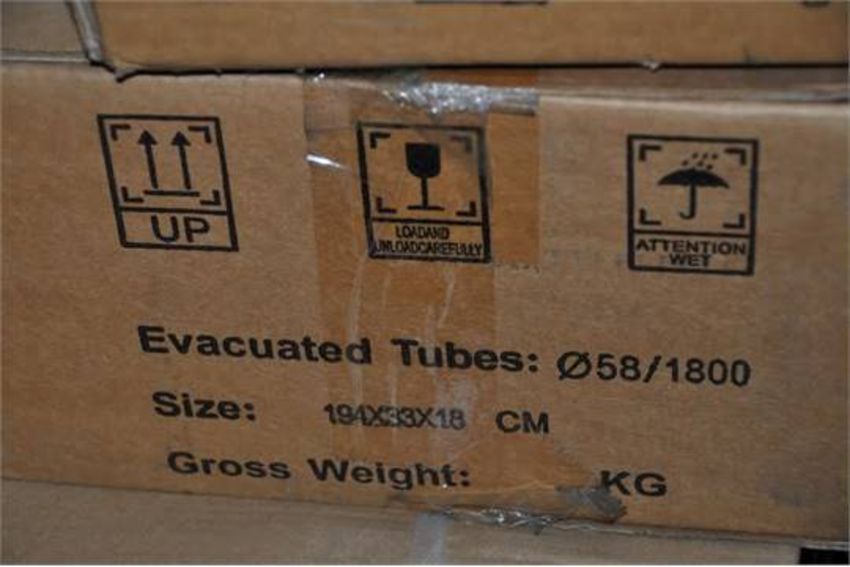 UP
LOADAND
UNLOADCAREFULLY
ATTENTION
WET
Evacuated Tubes: Ø58/1800
Size: 194X33X18 CM
Gross Weight: KG